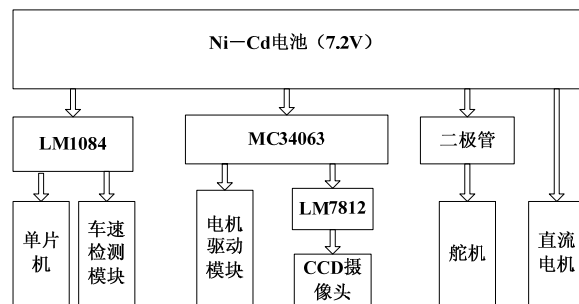 Ni－Cd电池（7.2V）
LM1084
MC34063
二极管
单片
机
车速
检测
模块
电机
驱动
模块
LM7812
CCD摄
像头
舵机
直流
电机